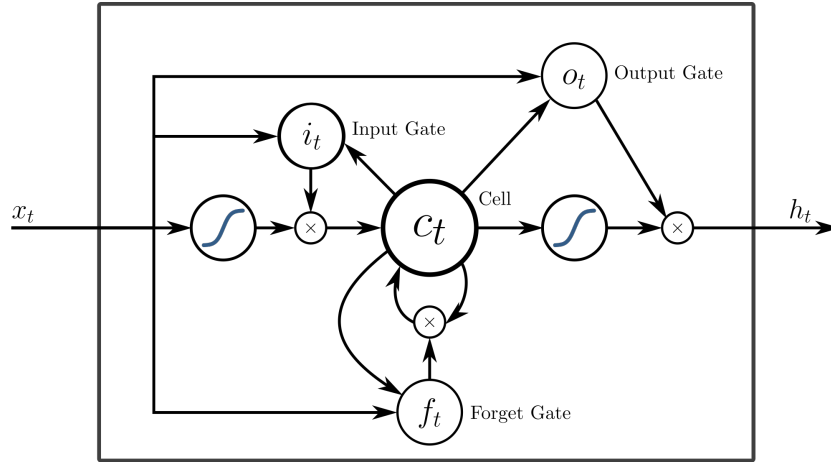 o_t Output Gate
i_t Input Gate
x_t
×
c_t
Cell
×
h_t
×
f_t Forget Gate